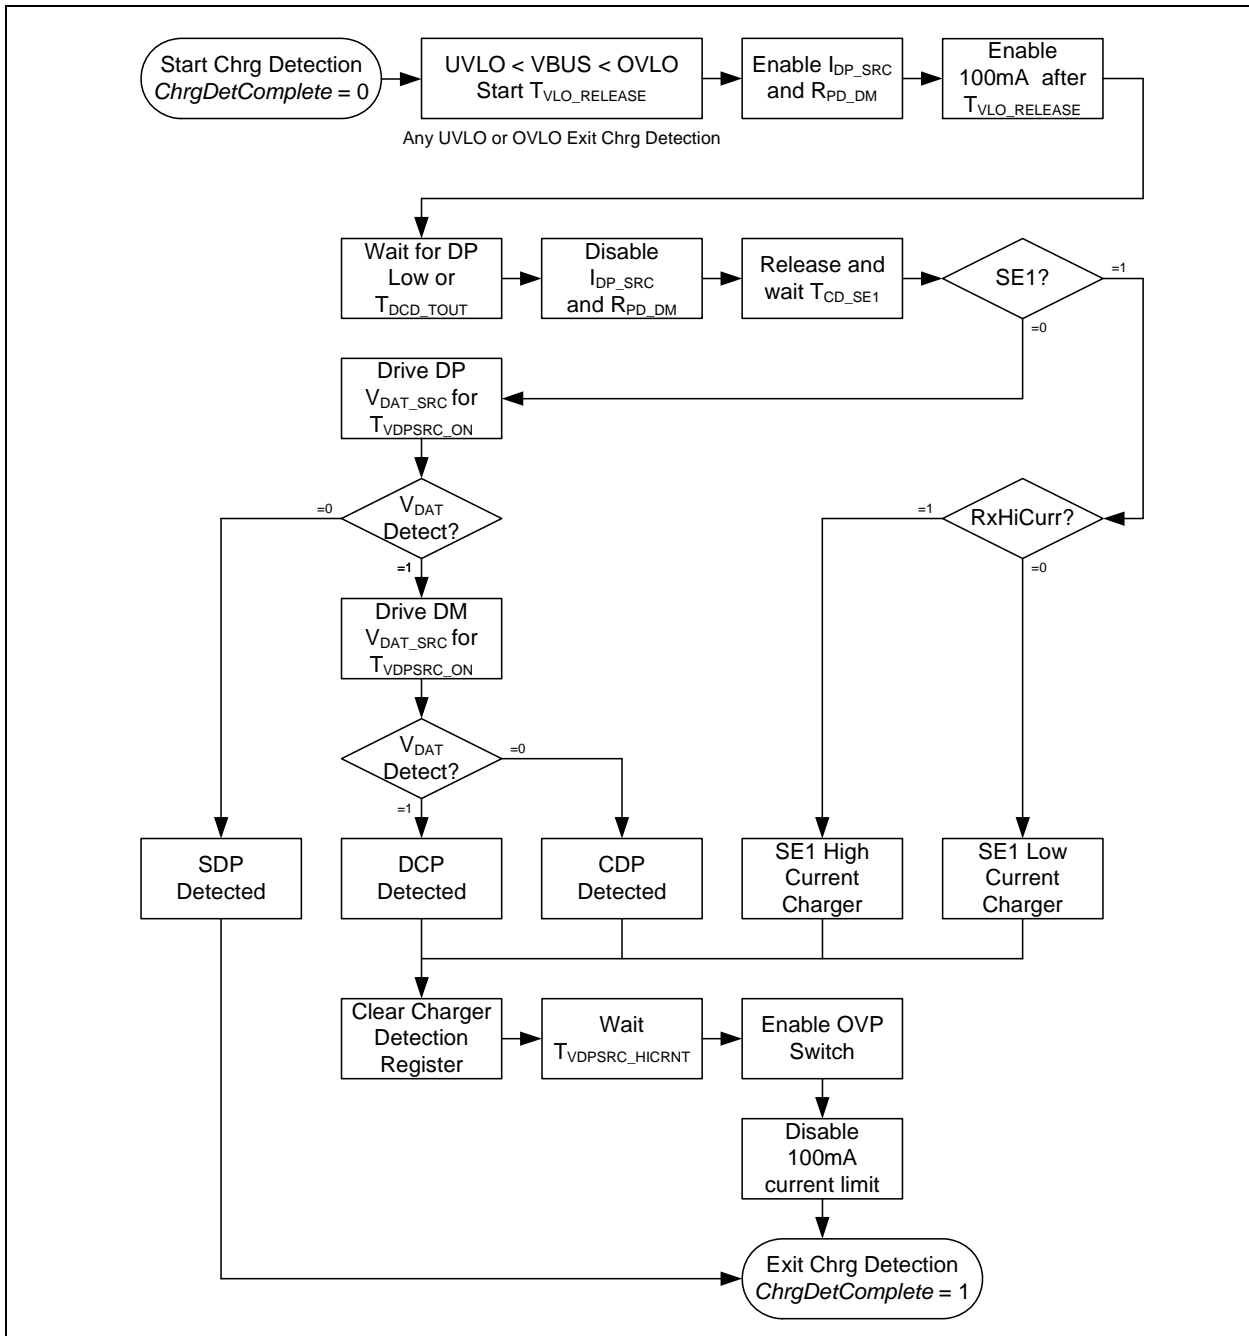 Start Chrg Detection
ChrgDetComplete = 0
UVLO < VBUS < OVLO
Start TVLO_RELEASE
Enable IDP_SRC
and RPD_DM
Enable
100mA after
TVLO_RELEASE
Any UVLO or OVLO Exit Chrg Detection
Wait for DP
Low or
TDCD_TOUT
Disable
IDP_SRC
and RPD_DM
Release and
wait TCD_SE1
SE1?
=1
=0
Drive DP
VDAT_SRC for
TVDPSRC_ON
VDAT
Detect?
=0
=1
RxHiCurr?
=1
=0
Drive DM
VDAT_SRC for
TVDPSRC_ON
VDAT
Detect?
=0
=1
SDP
Detected
DCP
Detected
CDP
Detected
SE1 High
Current
Charger
SE1 Low
Current
Charger
Clear Charger
Detection
Register
Wait
TVDPSRC_HICRNT
Enable OVP
Switch
Disable
100mA
current limit
Exit Chrg Detection
ChrgDetComplete = 1